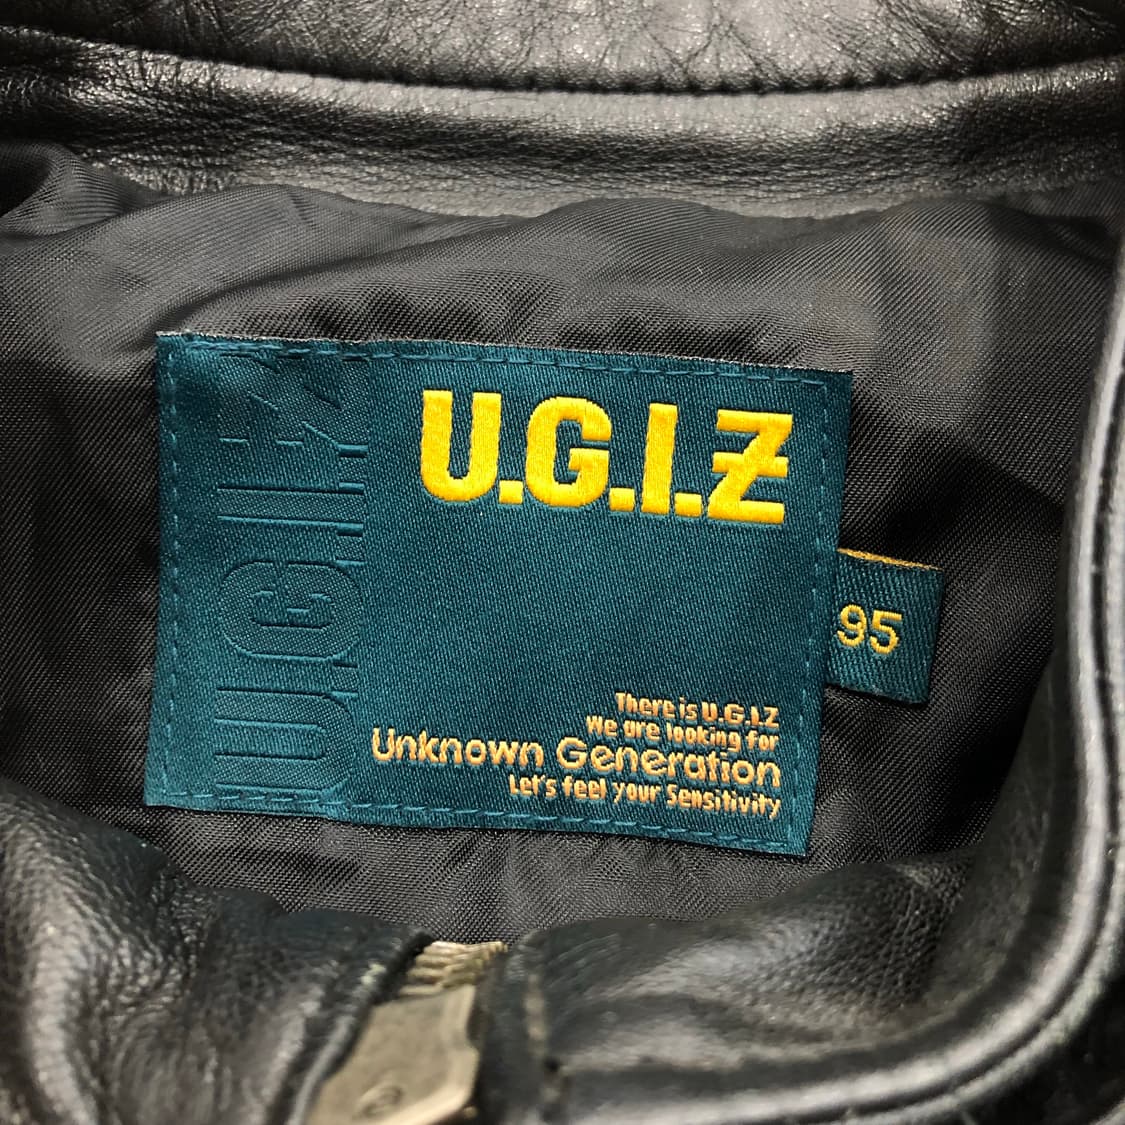 U.G.I.Z
U.G.I.Z
95
There is U.G.I.Z
We are looking for
Unknown Generation
Let's feel your Sensitivity